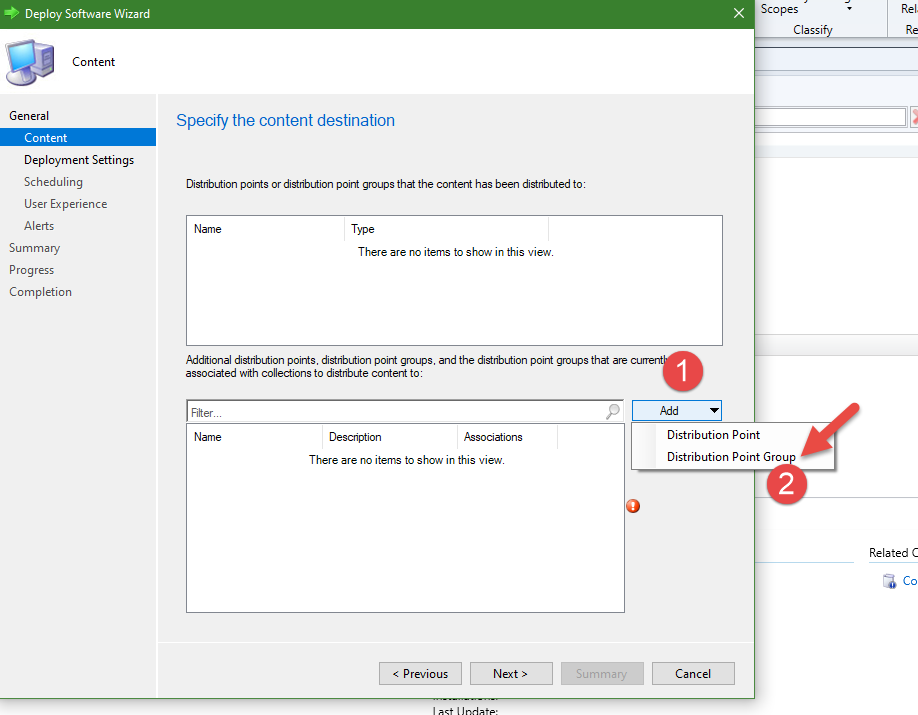 Deploy Software Wizard
Scopes
Classify
Content
General
Content
Deployment Settings
Scheduling
User Experience
Alerts
Summary
Progress
Completion
Specify the content destination
Distribution points or distribution point groups that the content has been distributed to:
Name Type
There are no items to show in this view.
Additional distribution points, distribution point groups, and the distribution point groups that are currently
associated with collections to distribute content to:
1
Filter...
Add
Name Description Associations
There are no items to show in this view.
Distribution Point
Distribution Point Group
2
Related
< Previous Next > Summary Cancel
Last Update: